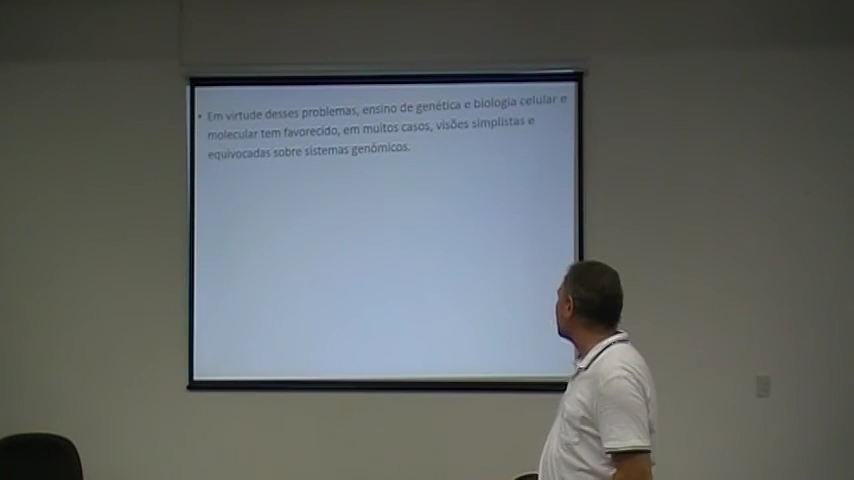 • Em virtude desses problemas, ensino de genética e biologia celular e
molecular tem favorecido, em muitos casos, visões simplistas e
equivocadas sobre sistemas genômicos.